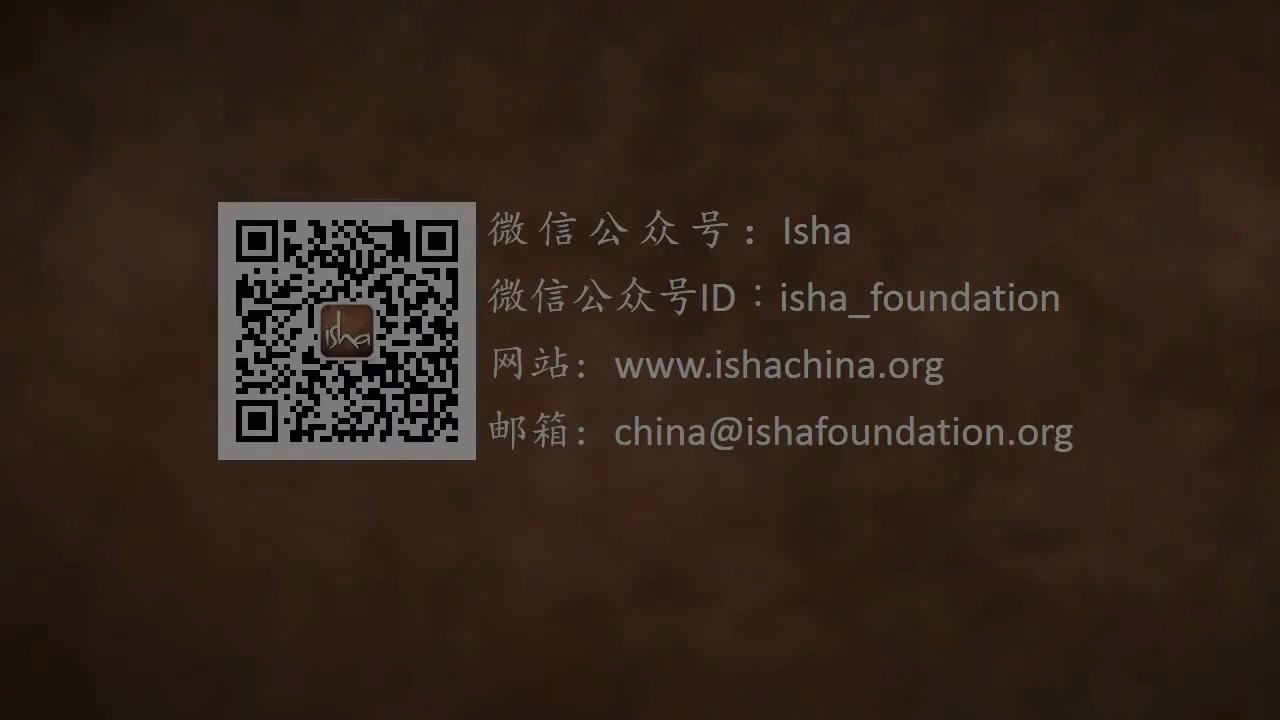 isha
微信公众号：Isha
微信公众号ID：isha_foundation
网站：www.ishachina.org
邮箱：china@ishafoundation.org